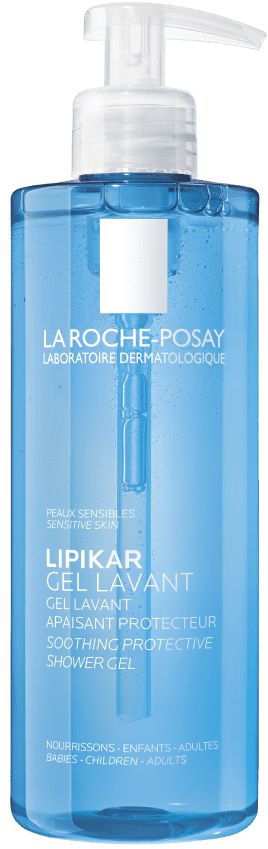 LA ROCHE-POSAY
LABORATOIRE DERMATOLOGIQUE
PEAUX SENSIBLES
SENSITIVE SKIN
LIPIKAR
GEL LAVANT
GEL LAVANT
APAISANT PROTECTEUR
SOOTHING PROTECTIVE
SHOWER GEL
NOURRISSONS - ENFANTS - ADULTES
BABIES - CHILDREN - ADULTS